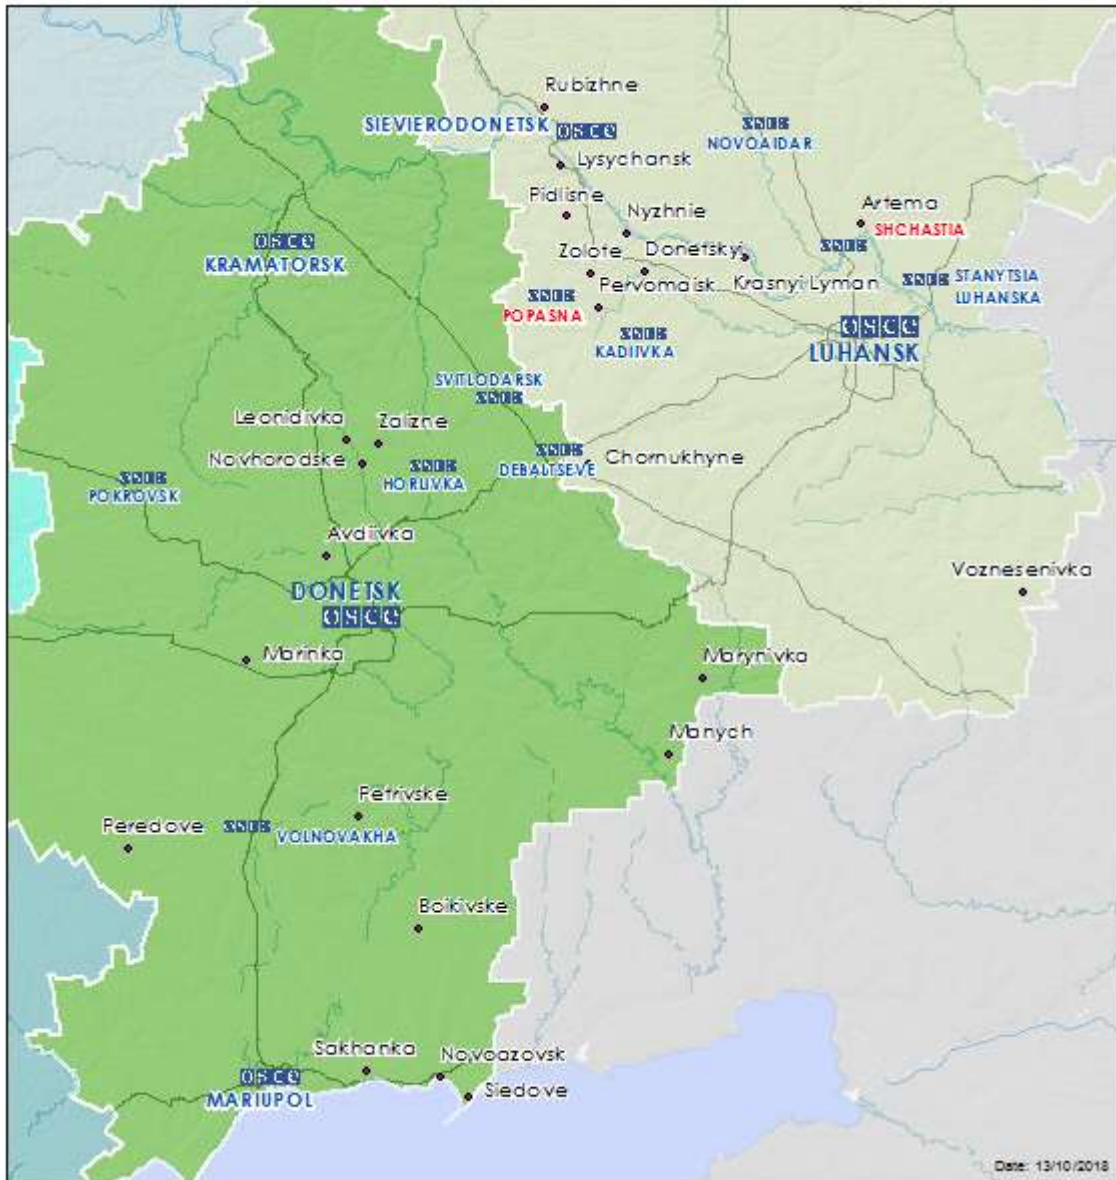 Rubizhne
SIEVIERODONETSK
OSCE
NOVOAIDAR
Lysychansk
Pidlisne
Nyzhnie
Artema
SHCHASTIA
OSCE
KRAMATORSK
Zolote
Donetskyi
Pervomaisk
Krasnyi Lyman
STANYTSIA
LUHANSKA
POPASNA
KADIIVKA
OSCE
LUHANSK
SVITLODARSK
Leonidivka
Zalizne
Novhorodske
HORLIVKA
DEBALTSEVE
Chornukhyne
POKROVSK
Avdiivka
Voznesenivka
DONETSK
OSCE
Marinka
Marynivka
Manych
Petrivske
Peredove
VOLNOVAKHA
Boikivske
Sakhanka
Novoazovsk
OSCE
MARIUPOL
Siedove
Date: 13/10/2018